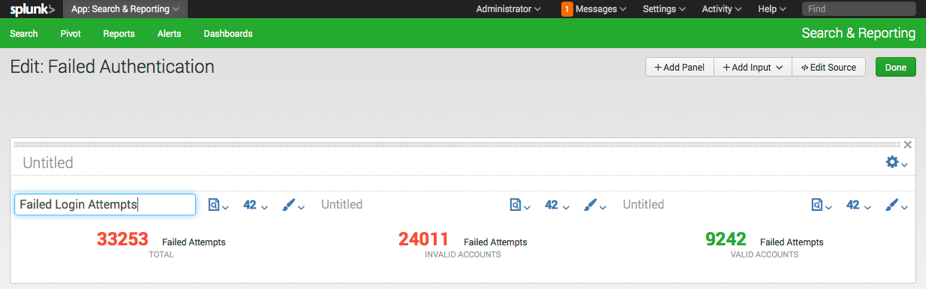 splunk> App: Search & Reporting Administrator 1 Messages Settings Activity Help Find
Search Pivot Reports Alerts Dashboards Search & Reporting
Edit: Failed Authentication + Add Panel + Add Input </> Edit Source Done
Untitled
Failed Login Attempts 42 Untitled 42 Untitled 42
33253 Failed Attempts 24011 Failed Attempts 9242 Failed Attempts
TOTAL INVALID ACCOUNTS VALID ACCOUNTS